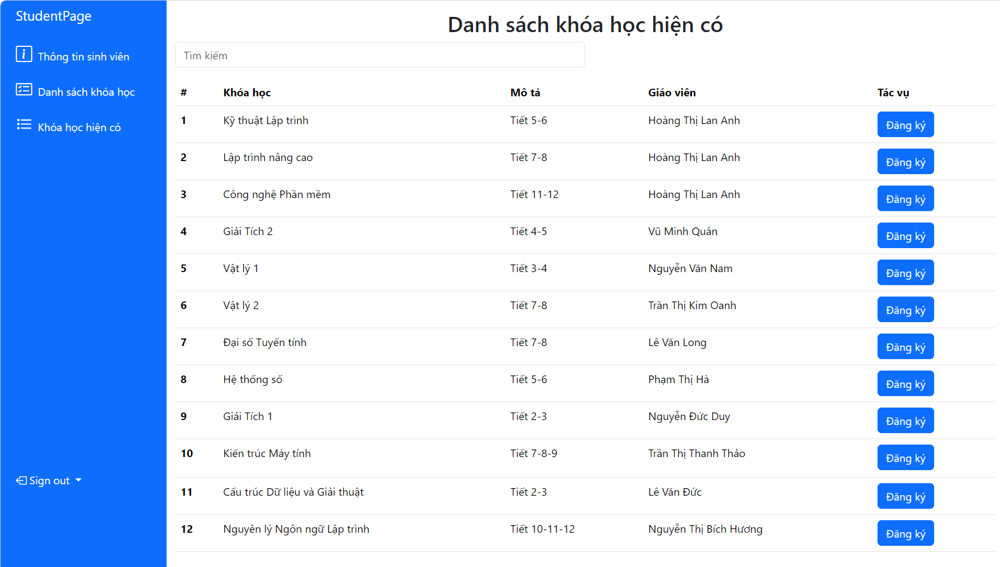 StudentPage
Thông tin sinh viên
Danh sách khóa học
Khóa học hiện có
Sign out
Danh sách khóa học hiện có
Tìm kiếm
# Khóa học Mô tả Giáo viên Tác vụ
1 Kỹ thuật Lập trình Tiết 5-6 Hoàng Thị Lan Anh Đăng ký
2 Lập trình nâng cao Tiết 7-8 Hoàng Thị Lan Anh Đăng ký
3 Công nghệ Phần mềm Tiết 11-12 Hoàng Thị Lan Anh Đăng ký
4 Giải Tích 2 Tiết 4-5 Vũ Minh Quân Đăng ký
5 Vật lý 1 Tiết 3-4 Nguyễn Văn Nam Đăng ký
6 Vật lý 2 Tiết 7-8 Trần Thị Kim Oanh Đăng ký
7 Đại số Tuyến tính Tiết 7-8 Lê Văn Long Đăng ký
8 Hệ thống số Tiết 5-6 Phạm Thị Hà Đăng ký
9 Giải Tích 1 Tiết 2-3 Nguyễn Đức Duy Đăng ký
10 Kiến trúc Máy tính Tiết 7-8-9 Trần Thị Thanh Thảo Đăng ký
11 Cấu trúc Dữ liệu và Giải thuật Tiết 2-3 Lê Văn Đức Đăng ký
12 Nguyên lý Ngôn ngữ Lập trình Tiết 10-11-12 Nguyễn Thị Bích Hương Đăng ký